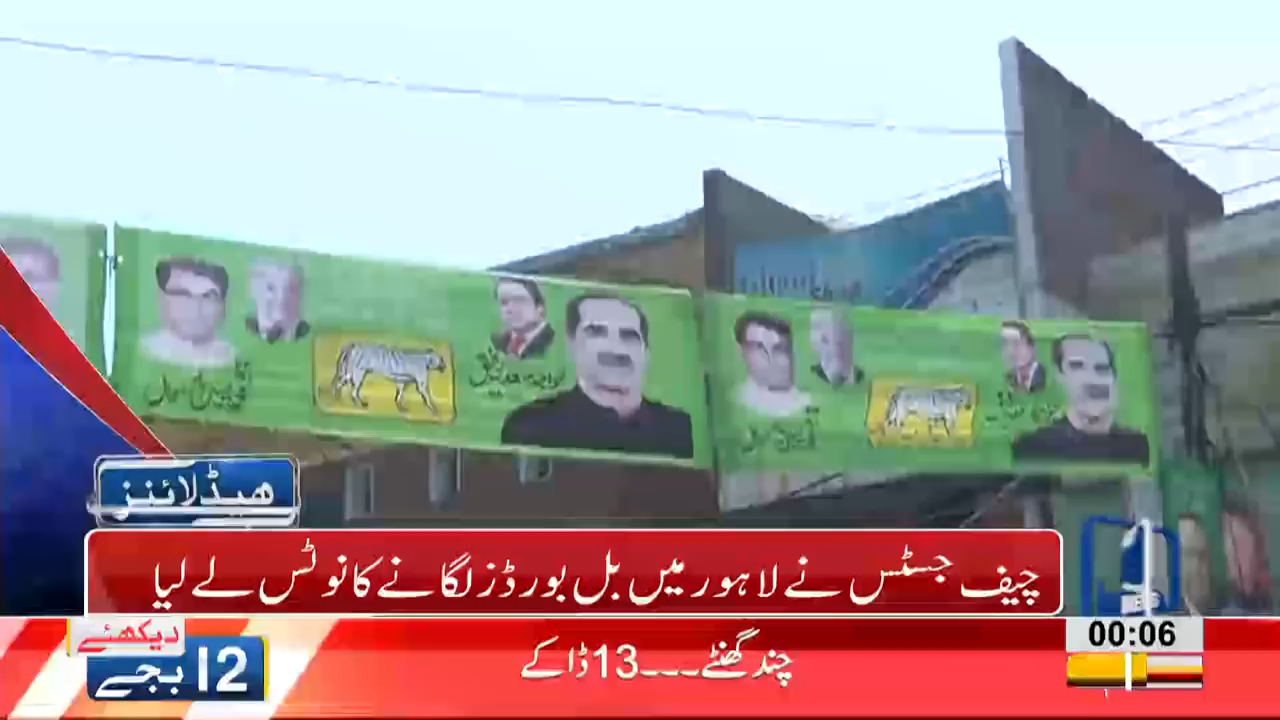 ہیڈلائنز
چیف جسٹس نے لاہور میں بل بورڈز لگانے کا نوٹس لے لیا
00:06
دیکھئے
12 بجے
چند گھنٹے۔۔۔13 ڈاکے